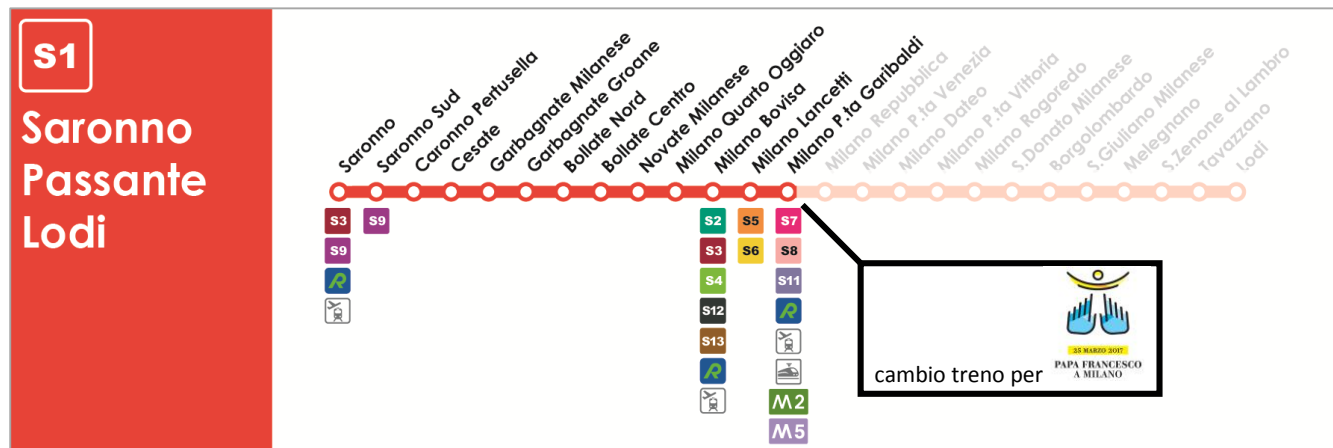 S1
Saronno
Passante
Lodi
Saronno
Saronno Sud
Caronno Pertusella
Cesate
Garbagnate Milanese
Garbagnate Groane
Bollate Nord
Bollate Centro
Novate Milanese
Milano Quarto Oggiaro
Milano Bovisa
Milano Lancetti
Milano P.ta Garibaldi
Milano Repubblica
Milano P.ta Venezia
Milano Dateo
Milano P.ta Vittoria
Milano Rogoredo
S.Donato Milanese
Borgolombardo
S.Giuliano Milanese
Melegnano
S.Zenone al Lambro
Tavazzano
Lodi
S3 S9 S2 S5 S7
S9 S3 S6 S8
R S4 S11
S12 R
S13
R
M2
M5
25 MARZO 2017
PAPA FRANCESCO
A MILANO
cambio treno per